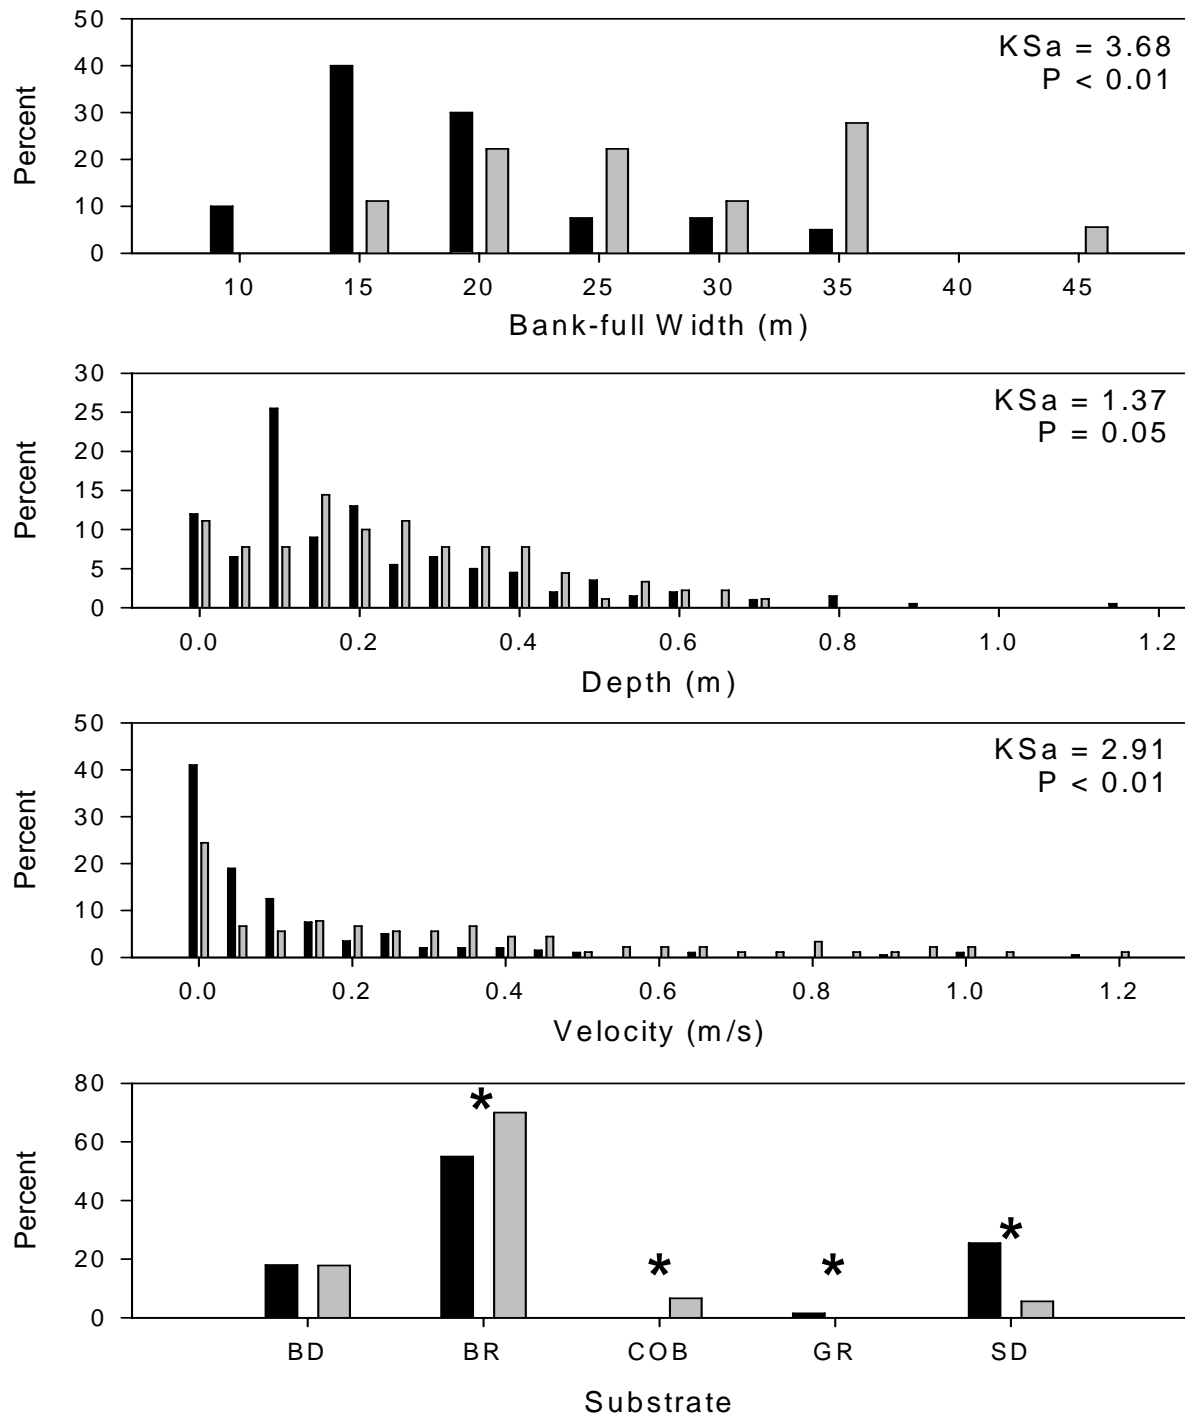 50
40
30
20
10
0
Percent
KSa = 3.68
P < 0.01
10 15 20 25 30 35 40 45
Bank-full Width (m)
30
25
20
15
10
5
0
Percent
KSa = 1.37
P = 0.05
0.0 0.2 0.4 0.6 0.8 1.0 1.2
Depth (m)
50
40
30
20
10
0
Percent
KSa = 2.91
P < 0.01
0.0 0.2 0.4 0.6 0.8 1.0 1.2
Velocity (m/s)
80
60
40
20
0
Percent
*
*
*
*
BD BR COB GR SD
Substrate